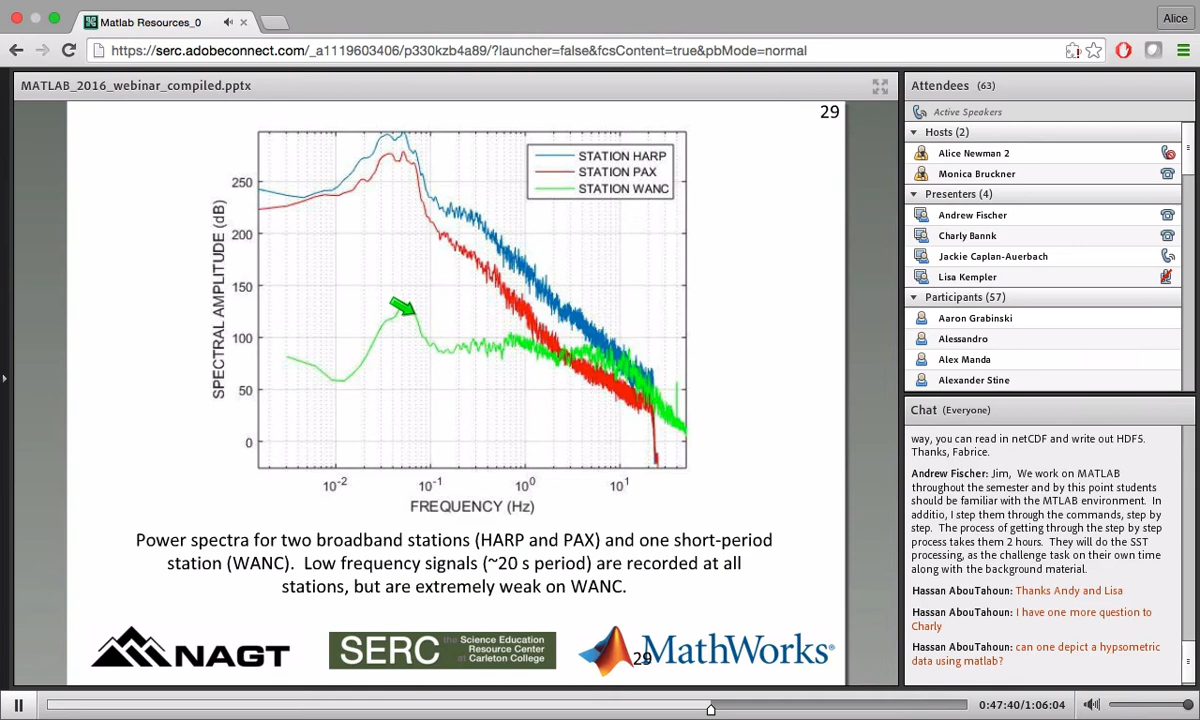 Matlab Resources_0
Alice
https://serc.adobeconnect.com/_a1119603406/p330kzb4a89/?launcher=false&fcsContent=true&pbMode=normal
MATLAB_2016_webinar_compiled.pptx
29
STATION HARP
STATION PAX
STATION WANC
250
200
150
100
50
0
SPECTRAL AMPLITUDE (dB)
10-2
10-1
100
101
FREQUENCY (Hz)
Power spectra for two broadband stations (HARP and PAX) and one short-period
station (WANC). Low frequency signals (~20 s period) are recorded at all
stations, but are extremely weak on WANC.
NAGT
SERC the Science Education
Resource Center
at Carleton College
29
MathWorks®
Attendees (63)
Active Speakers
Hosts (2)
Alice Newman 2
Monica Bruckner
Presenters (4)
Andrew Fischer
Charly Bannk
Jackie Caplan-Auerbach
Lisa Kempler
Participants (57)
Aaron Grabinski
Alessandro
Alex Manda
Alexander Stine
Chat (Everyone)
way, you can read in netCDF and write out HDF5.
Thanks, Fabrice.
Andrew Fischer: Jim, We work on MATLAB
throughout the semester and by this point students
should be familiar with the MTLAB environment. In
additio, I step them through the commands, step by
step. The process of getting through the step by step
process takes them 2 hours. They will do the SST
processing, as the challenge task on their own time
along with the background material.
Hassan AbouTahoun: Thanks Andy and Lisa
Hassan AbouTahoun: I have one more question to
Charly
Hassan AbouTahoun: can one depict a hypsometric
data using matlab?
0:47:40/1:06:04